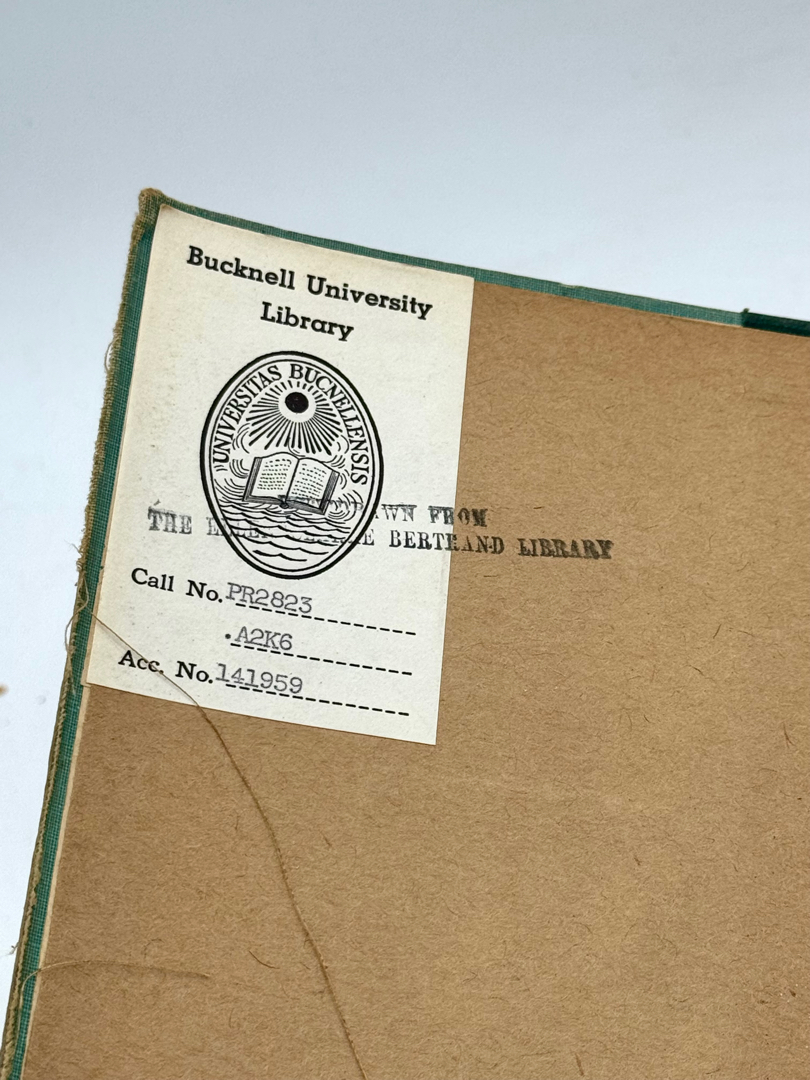 Bucknell University
Library
UNIVERSITAS BUCNELLENSIS
FROM
THE BERTRAND LIBRARY
Call No. PR2823
.A2K6
Acc. No. 141959